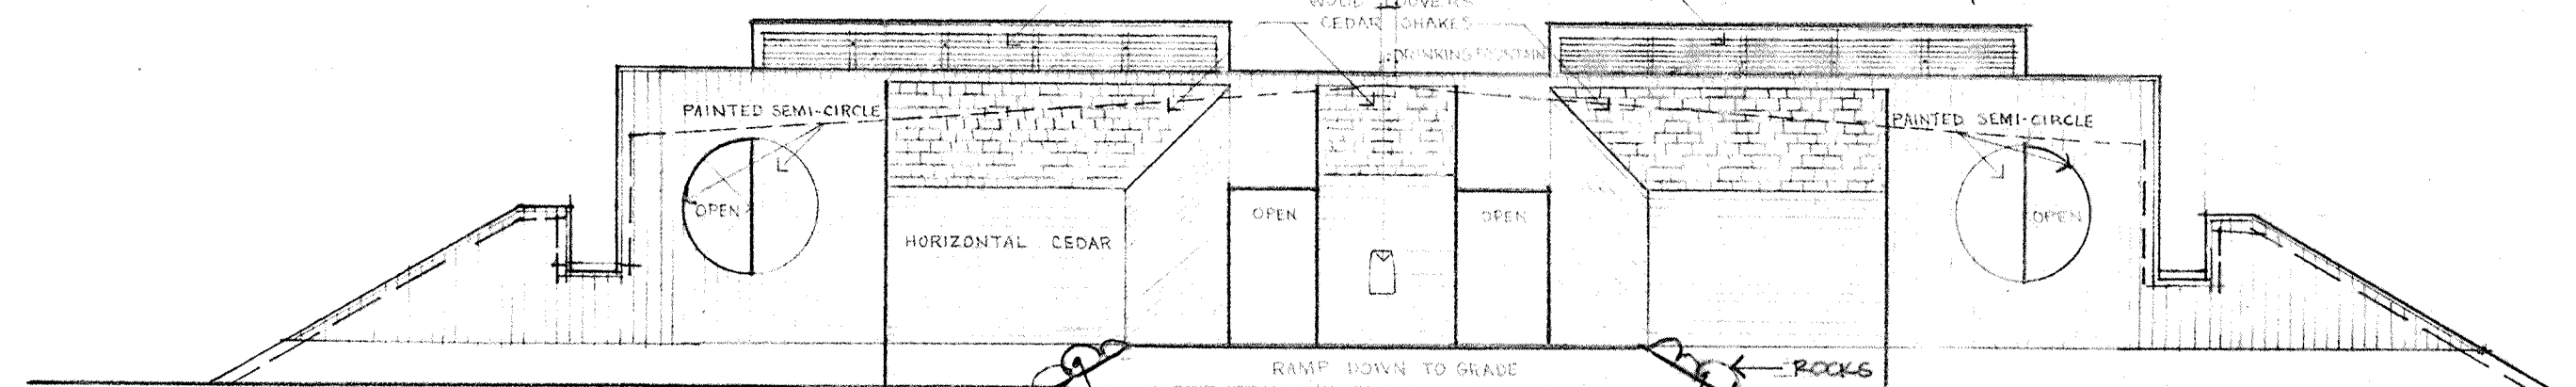 WOOD LOUVERS
CEDAR SHAKES
DRINKING FOUNTAIN
PAINTED SEMI-CIRCLE
PAINTED SEMI-CIRCLE
OPEN
OPEN
OPEN
OPEN
HORIZONTAL CEDAR
RAMP DOWN TO GRADE
ROCKS